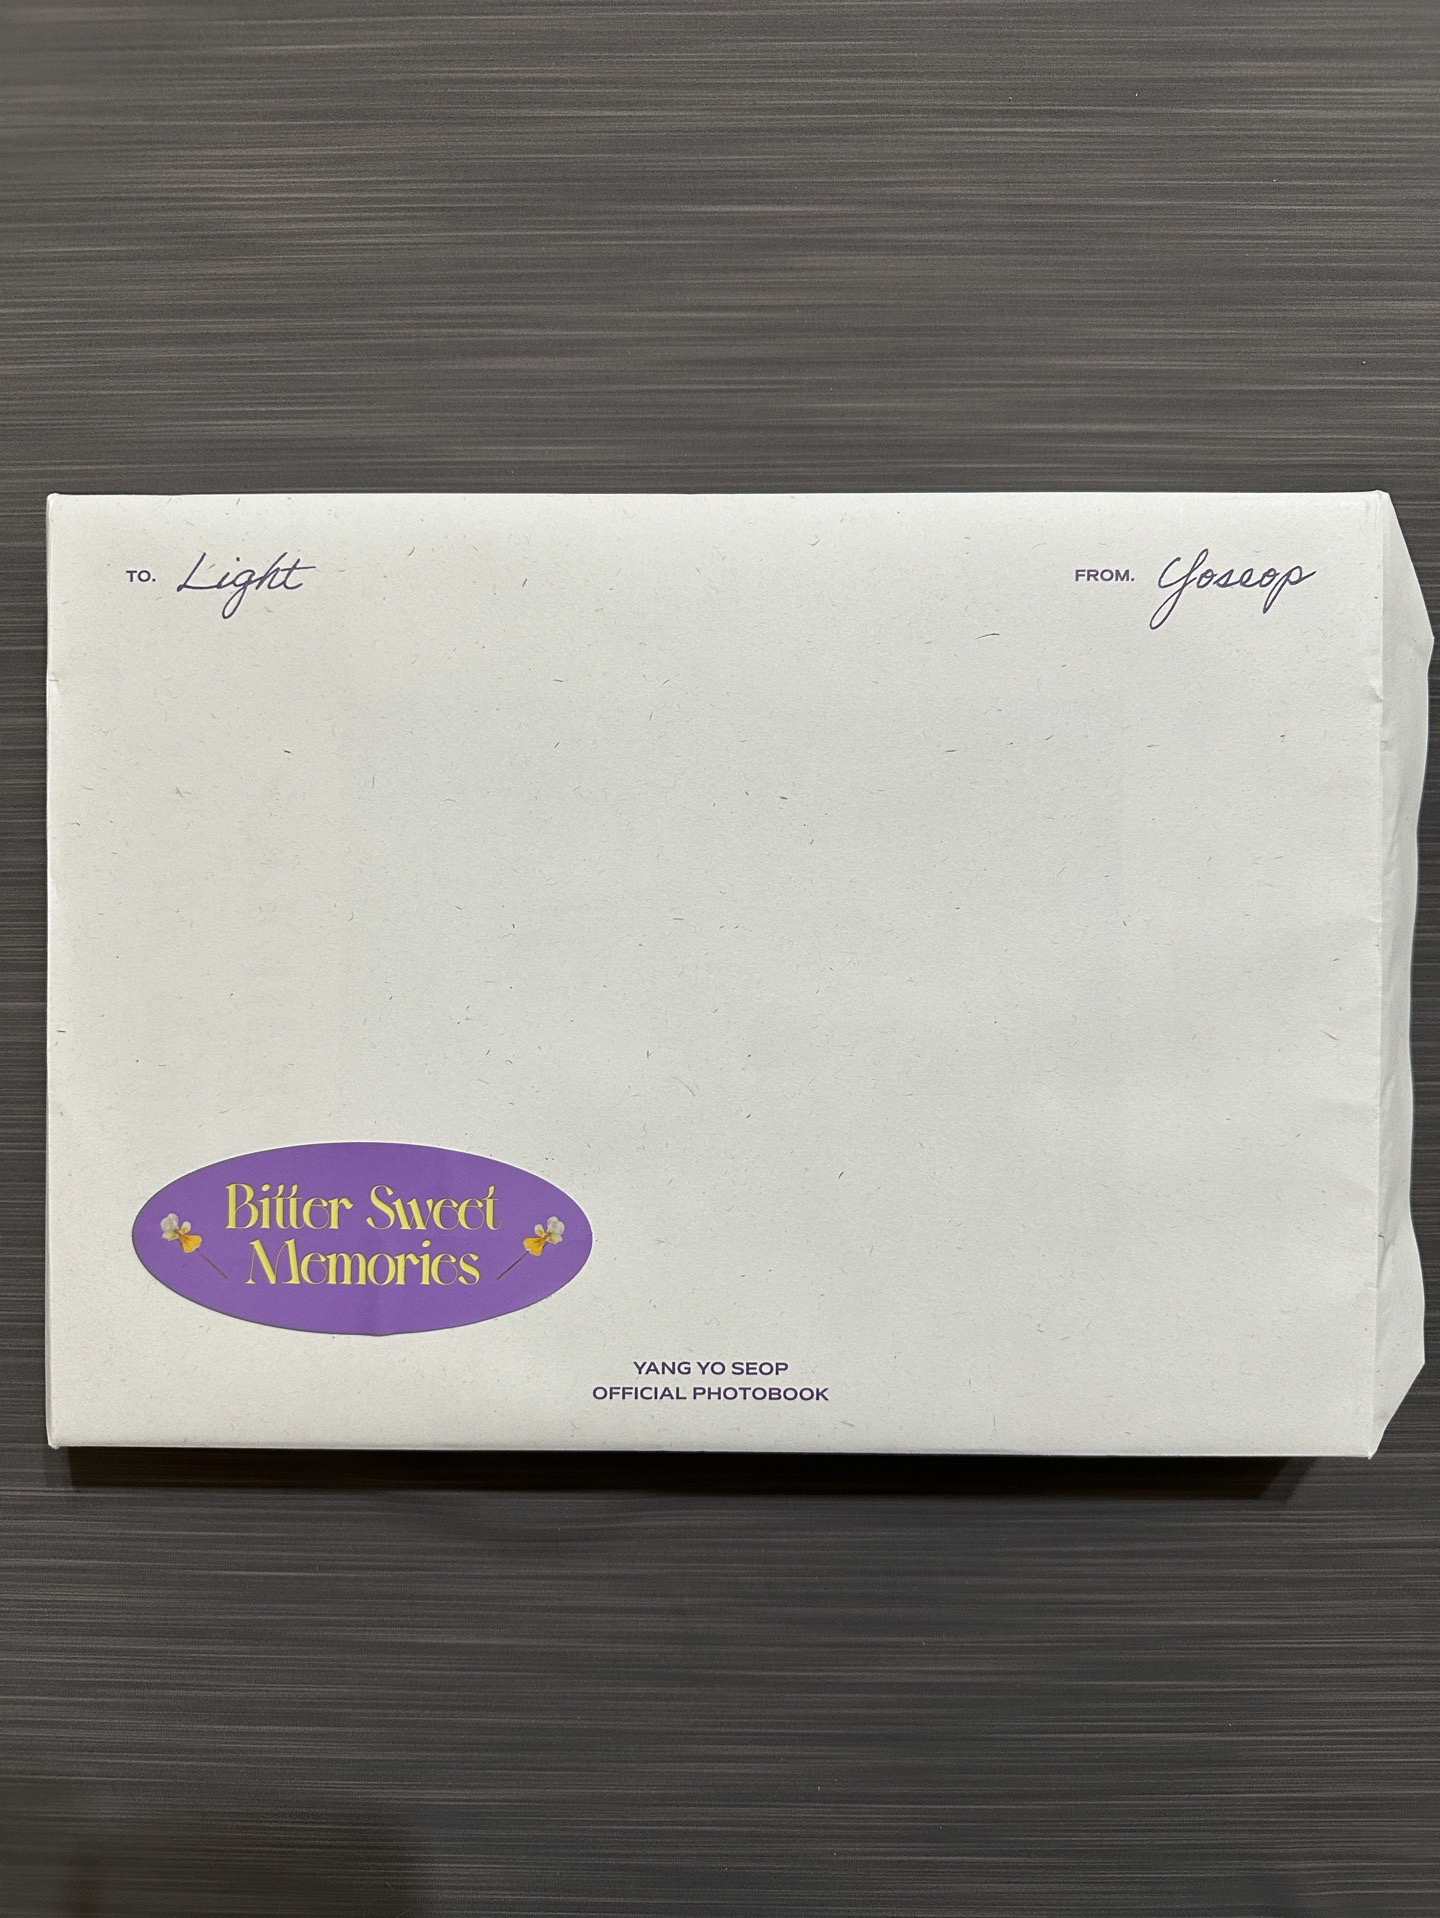 TO. Light
FROM. Yoseop
Bitter Sweet
Memories
YANG YO SEOP
OFFICIAL PHOTOBOOK